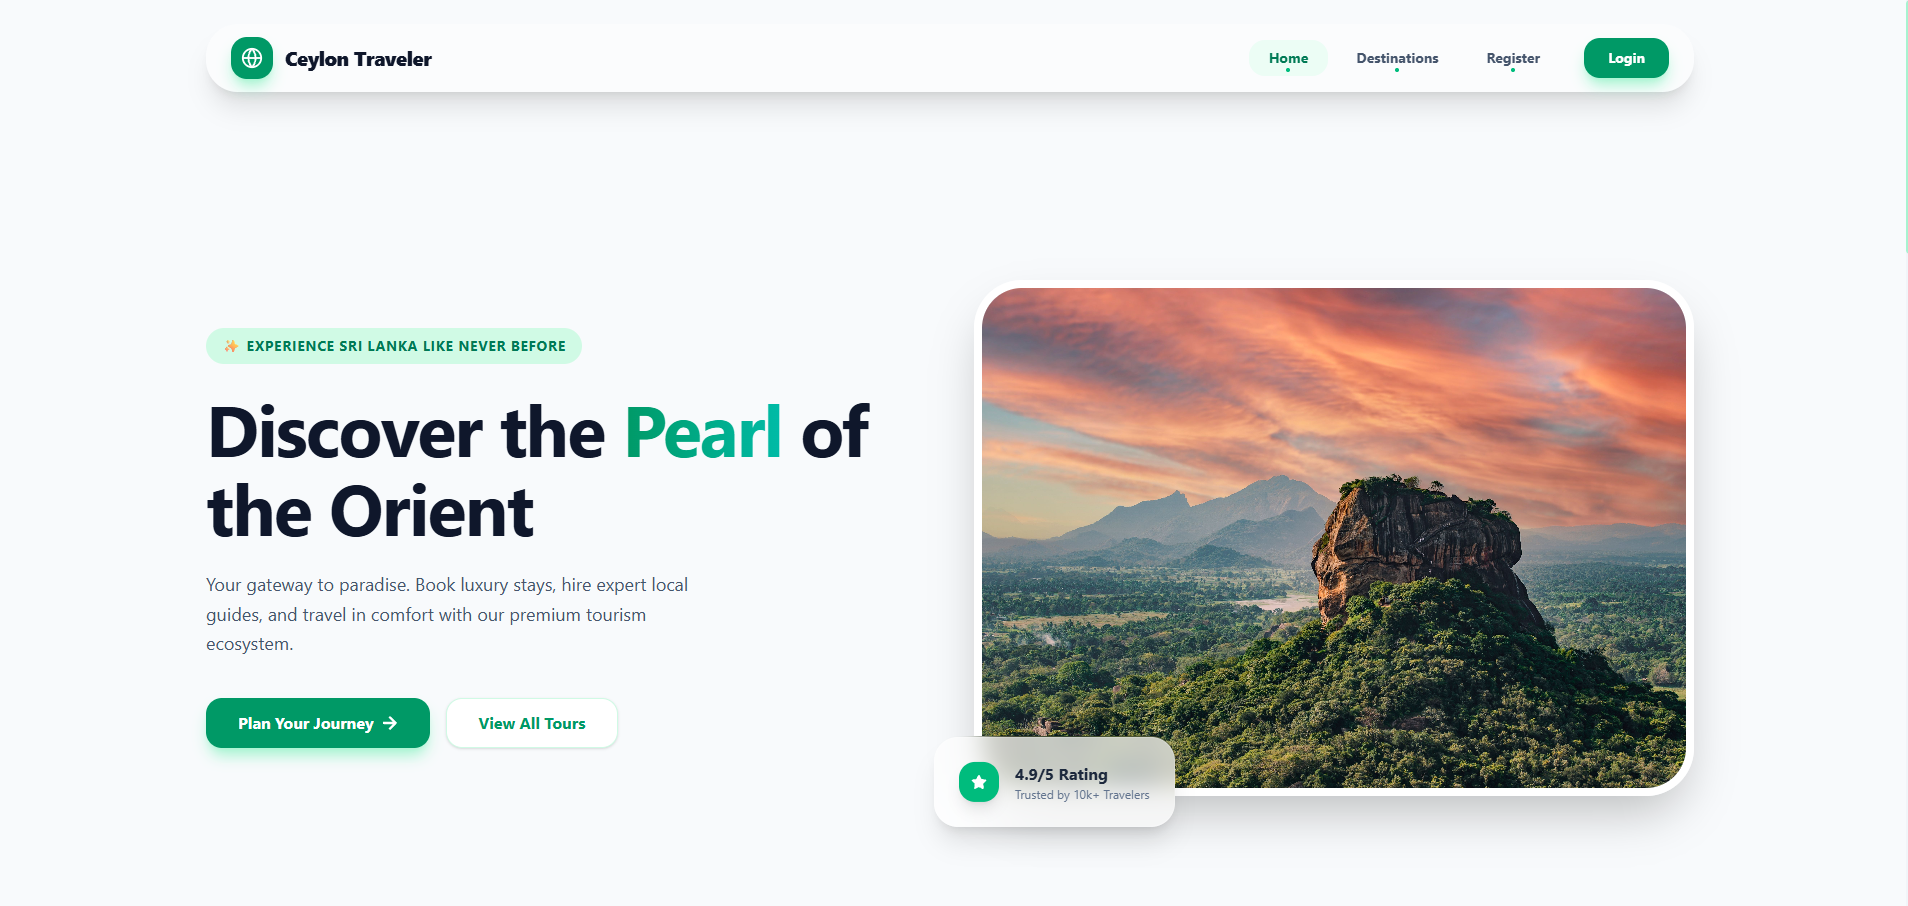 Ceylon Traveler
Home
Destinations
Register
Login
✨ EXPERIENCE SRI LANKA LIKE NEVER BEFORE
Discover the Pearl of
the Orient
Your gateway to paradise. Book luxury stays, hire expert local
guides, and travel in comfort with our premium tourism
ecosystem.
Plan Your Journey →
View All Tours
4.9/5 Rating
Trusted by 10k+ Travelers